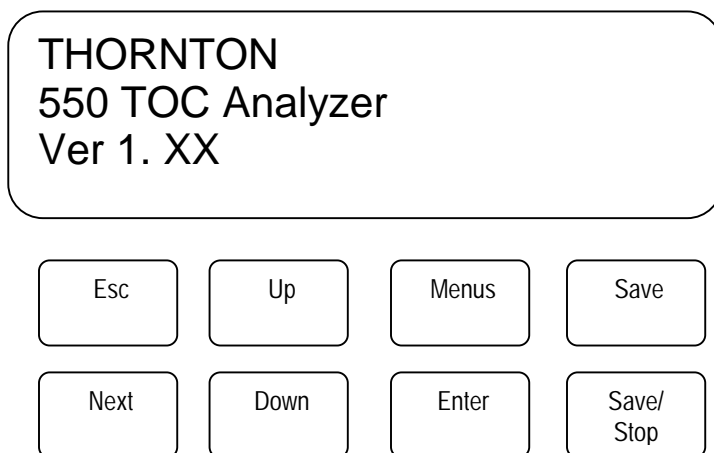 THORNTON
550 TOC Analyzer
Ver 1. XX
Esc Up Menus Save
Next Down Enter Save/
Stop